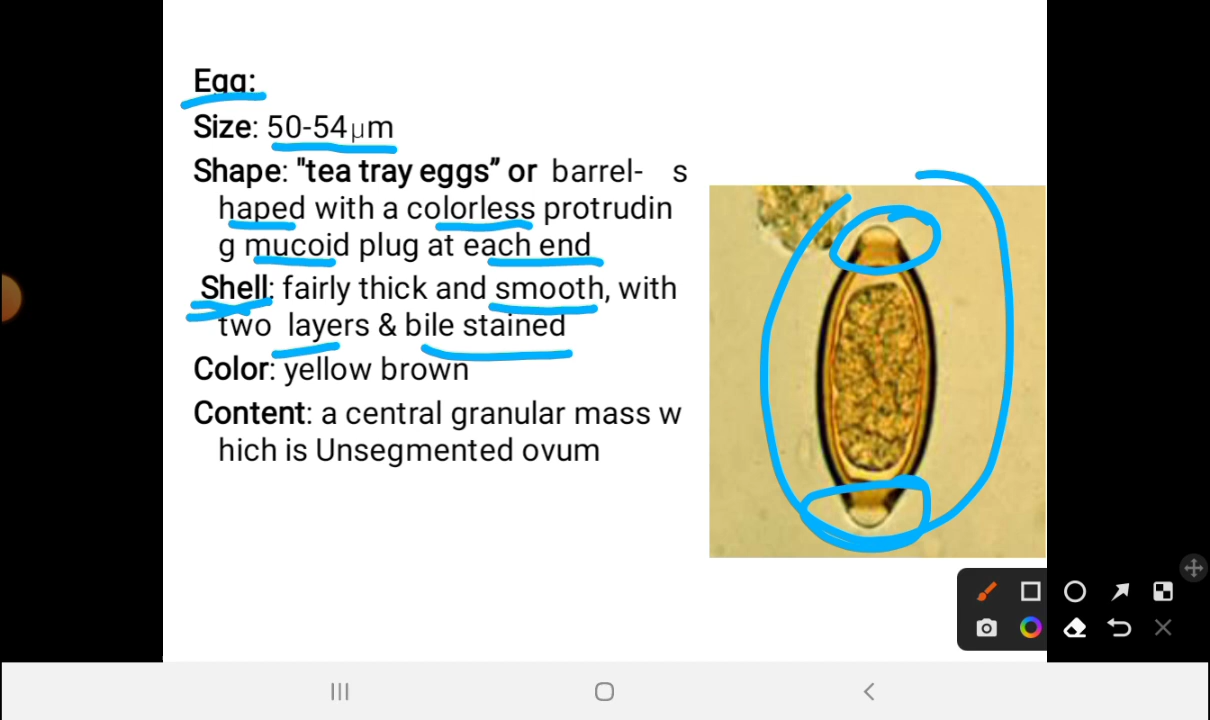 Egg:
Size: 50-54µm
Shape: "tea tray eggs” or barrel- s
haped with a colorless protrudin
g mucoid plug at each end
Shell: fairly thick and smooth, with
two layers & bile stained
Color: yellow brown
Content: a central granular mass w
hich is Unsegmented ovum